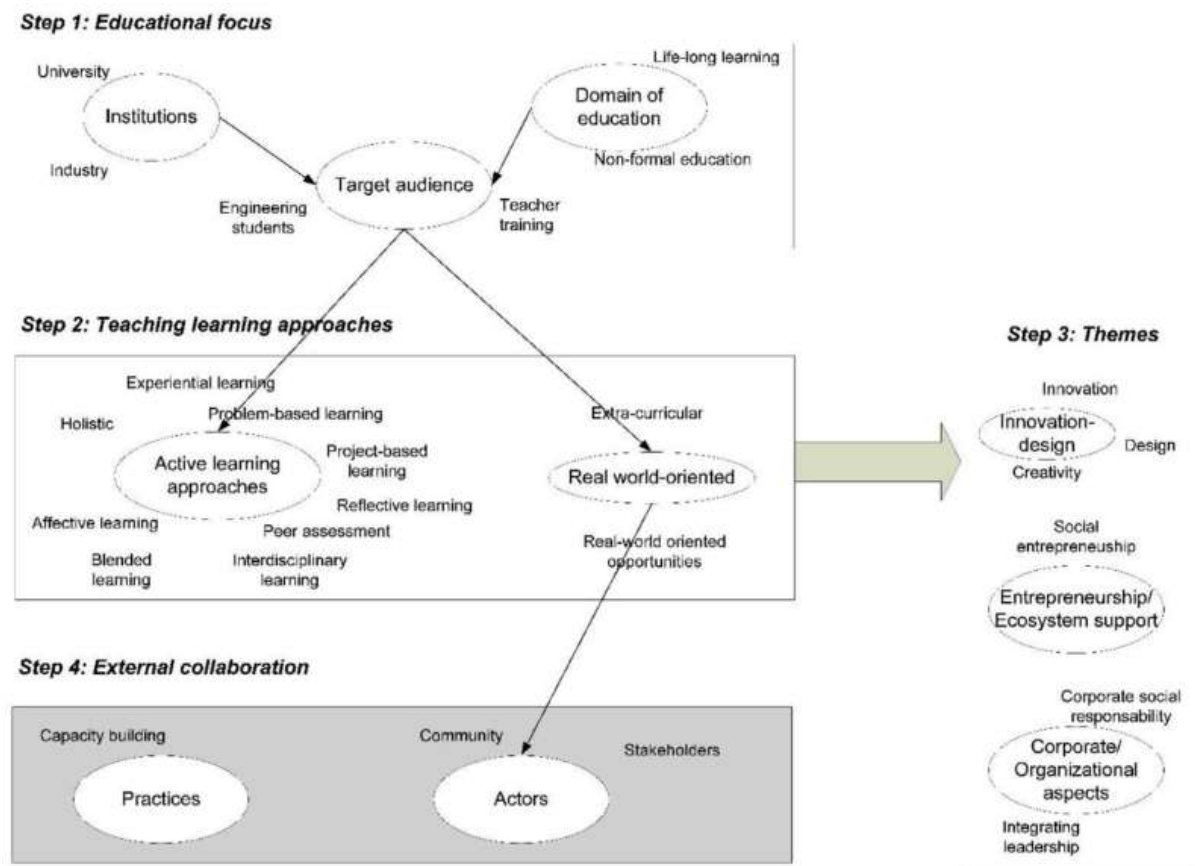 Step 1: Educational focus
Life-long learning
University
Domain of
education
Institutions
Non-formal education
Industry
Target audience
Engineering
students
Teacher
training
Step 2: Teaching learning approaches
Step 3: Themes
Experiential learning
Innovation
Holistic
Problem-based learning
Extra-curricular
Innovation-
design
Design
Project-based
learning
Active learning
approaches
Real world-oriented
Creativity
Reflective learning
Affective learning
Peer assessment
Social
entrepreneuship
Real-world oriented
opportunities
Blended
learning
Interdisciplinary
learning
Entrepreneurship/
Ecosystem support
Step 4: External collaboration
Corporate social
responsability
Capacity building
Community
Stakeholders
Corporate/
Organizational
aspects
Practices
Actors
Integrating
leadership